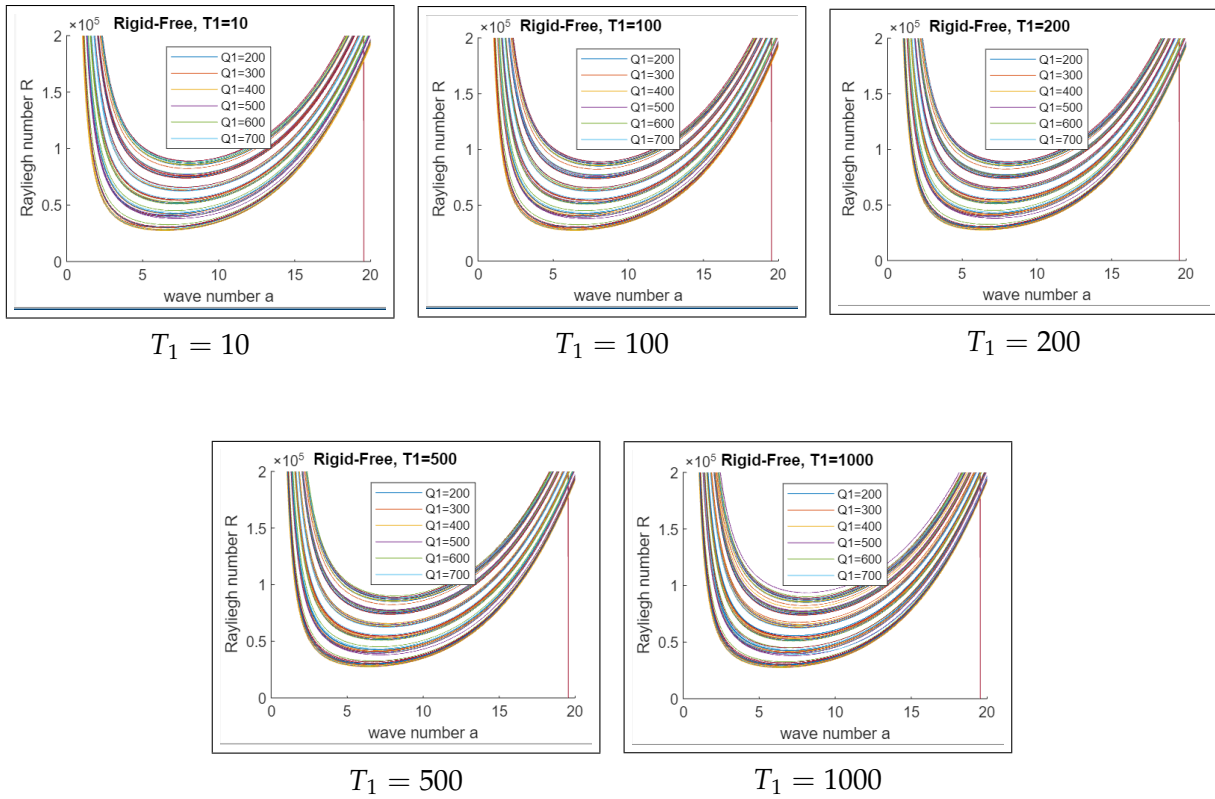 ×10⁵ Rigid-Free, T1=10
2
1.5
1
0.5
0
Rayliegh number R
Q1=200
Q1=300
Q1=400
Q1=500
Q1=600
Q1=700
0 5 10 15 20
wave number a
T₁ = 10
×10⁵ Rigid-Free, T1=100
2
1.5
1
0.5
0
Rayliegh number R
Q1=200
Q1=300
Q1=400
Q1=500
Q1=600
Q1=700
0 5 10 15 20
wave number a
T₁ = 100
×10⁵ Rigid-Free, T1=200
2
1.5
1
0.5
0
Rayliegh number R
Q1=200
Q1=300
Q1=400
Q1=500
Q1=600
Q1=700
0 5 10 15 20
wave number a
T₁ = 200
×10⁵ Rigid-Free, T1=500
2
1.5
1
0.5
0
Rayliegh number R
Q1=200
Q1=300
Q1=400
Q1=500
Q1=600
Q1=700
0 5 10 15 20
wave number a
T₁ = 500
×10⁵ Rigid-Free, T1=1000
2
1.5
1
0.5
0
Rayliegh number R
Q1=200
Q1=300
Q1=400
Q1=500
Q1=600
Q1=700
0 5 10 15 20
wave number a
T₁ = 1000